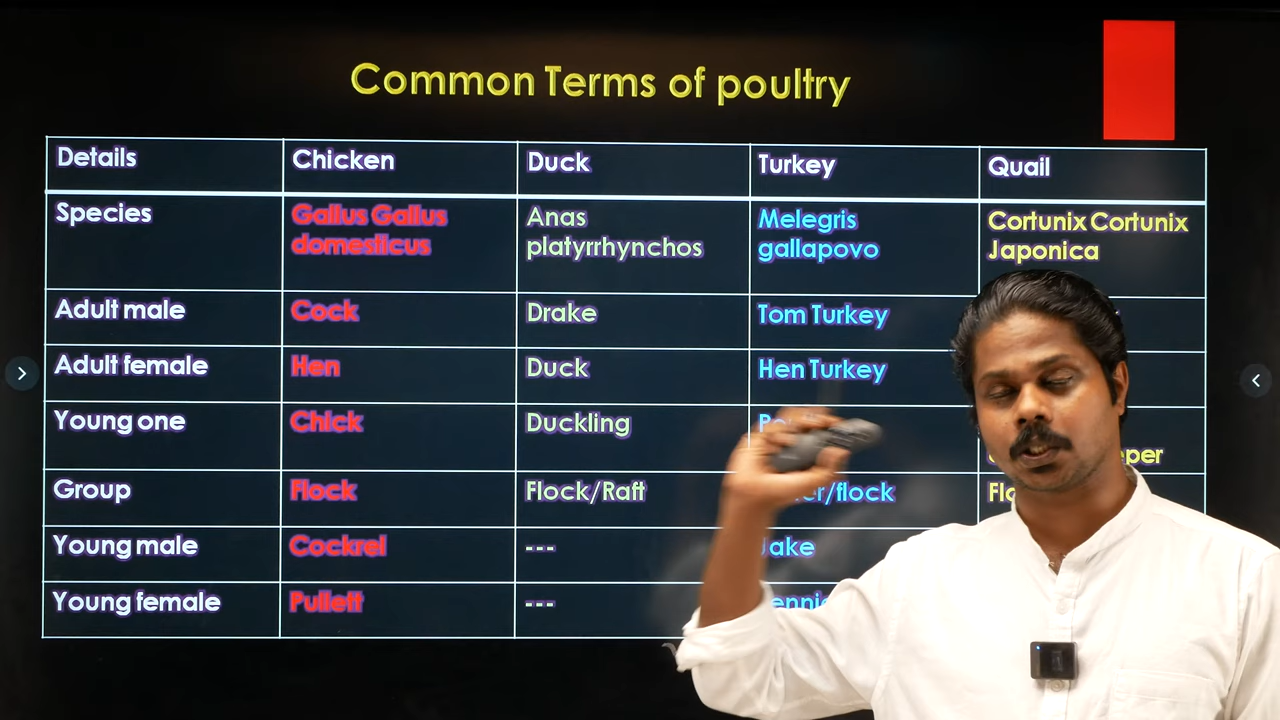 Common Terms of poultry
Details Chicken Duck Turkey Quail
Species Gallus Gallus domesticus Anas platyrrhynchos Melegris gallapovo Cortunix Cortunix Japonica
Adult male Cock Drake Tom Turkey
Adult female Hen Duck Hen Turkey
Young one Chick Duckling
Group Flock Flock/Raft /flock
Young male Cockrel --- Jake
Young female Pullett ---